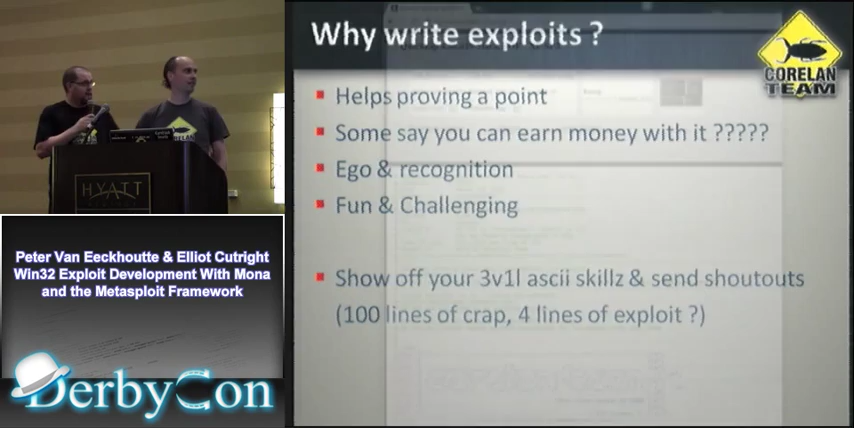 Why write exploits ?
CORELAN
TEAM
Helps proving a point
Some say you can earn money with it ?????
Ego & recognition
Fun & Challenging
Show off your 3v1l ascii skillz & send shoutouts
(100 lines of crap, 4 lines of exploit ?)
HYATT
Peter Van Eeckhoutte & Elliot Cutright
Win32 Exploit Development With Mona
and the Metasploit Framework
DerbyCon